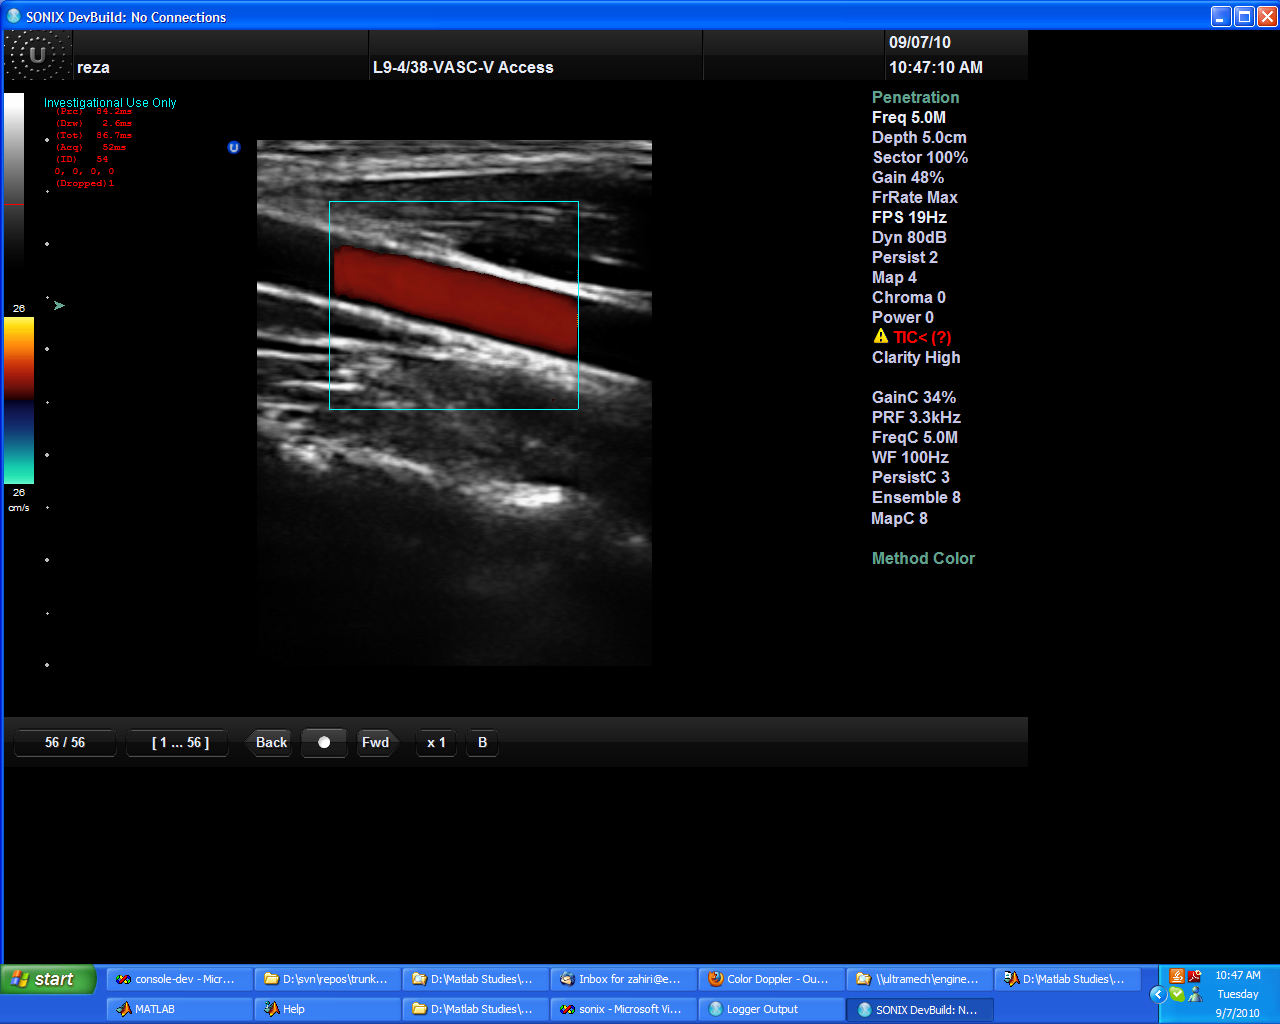 SONIX DevBuild: No Connections
U
reza
L9-4/38-VASC-V Access
09/07/10
10:47:10 AM
Investigational Use Only
(Prc) 34.2ms
(Drw) 2.6ms
(Tot) 36.7ms
(Acq) 52ms
(ID) 54
0, 0, 0, 0
(Dropped)1
U
26
26
cm/s
Penetration
Freq 5.0M
Depth 5.0cm
Sector 100%
Gain 48%
FrRate Max
FPS 19Hz
Dyn 80dB
Persist 2
Map 4
Chroma 0
Power 0
TIC< (?)
Clarity High
GainC 34%
PRF 3.3kHz
FreqC 5.0M
WF 100Hz
PersistC 3
Ensemble 8
MapC 8
Method Color
56 / 56
[ 1 ... 56 ]
Back
Fwd
x 1
B
start
console-dev - Micr...
D:\svn\repos\trunk...
D:\Matlab Studies\...
Inbox for zahiri@e...
Color Doppler - Ou...
\\ultramech\engine...
D:\Matlab Studies\...
MATLAB
Help
D:\Matlab Studies\...
sonix - Microsoft Vi...
Logger Output
SONIX DevBuild: N...
10:47 AM
Tuesday
9/7/2010